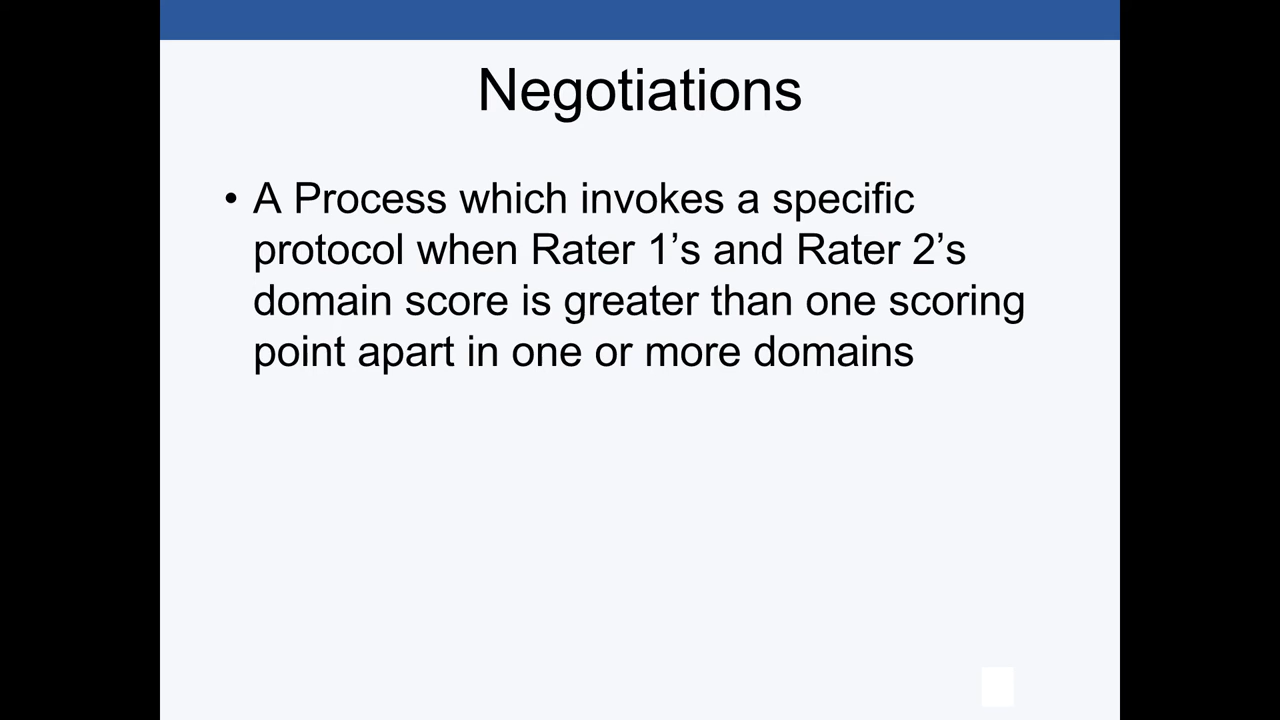 Negotiations
• A Process which invokes a specific
protocol when Rater 1’s and Rater 2’s
domain score is greater than one scoring
point apart in one or more domains